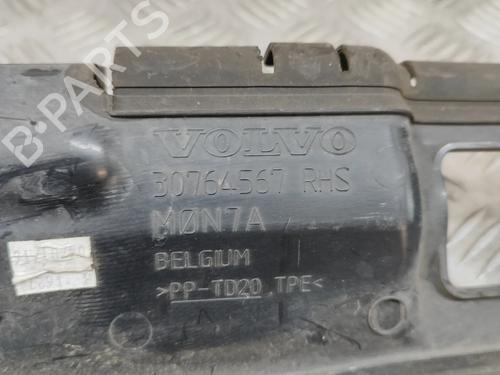 VOLVO
30764567 RHS
MØN7A
BELGIUM
>PP-TD20 TPE<
B-PARTS